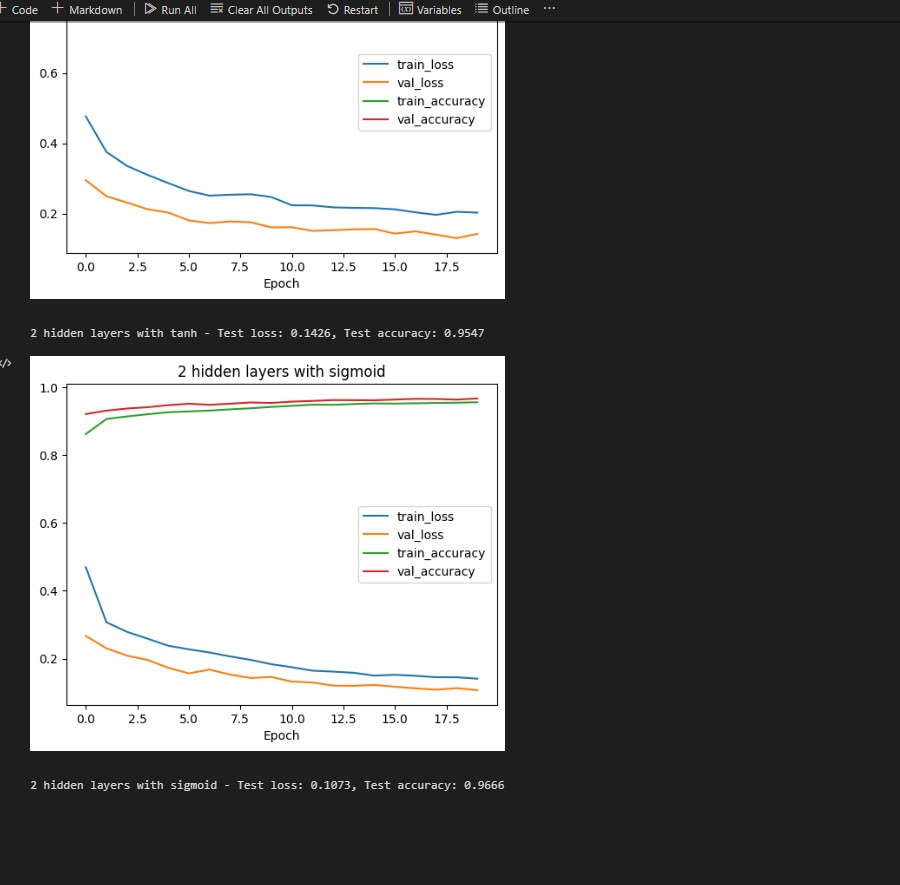 Code + Markdown Run All Clear All Outputs Restart Variables Outline ...
train_loss
val_loss
train_accuracy
val_accuracy
0.6
0.4
0.2
0.0 2.5 5.0 7.5 10.0 12.5 15.0 17.5
Epoch
2 hidden layers with tanh - Test loss: 0.1426, Test accuracy: 0.9547
2 hidden layers with sigmoid
1.0
0.8
0.6
0.4
0.2
train_loss
val_loss
train_accuracy
val_accuracy
0.0 2.5 5.0 7.5 10.0 12.5 15.0 17.5
Epoch
2 hidden layers with sigmoid - Test loss: 0.1073, Test accuracy: 0.9666